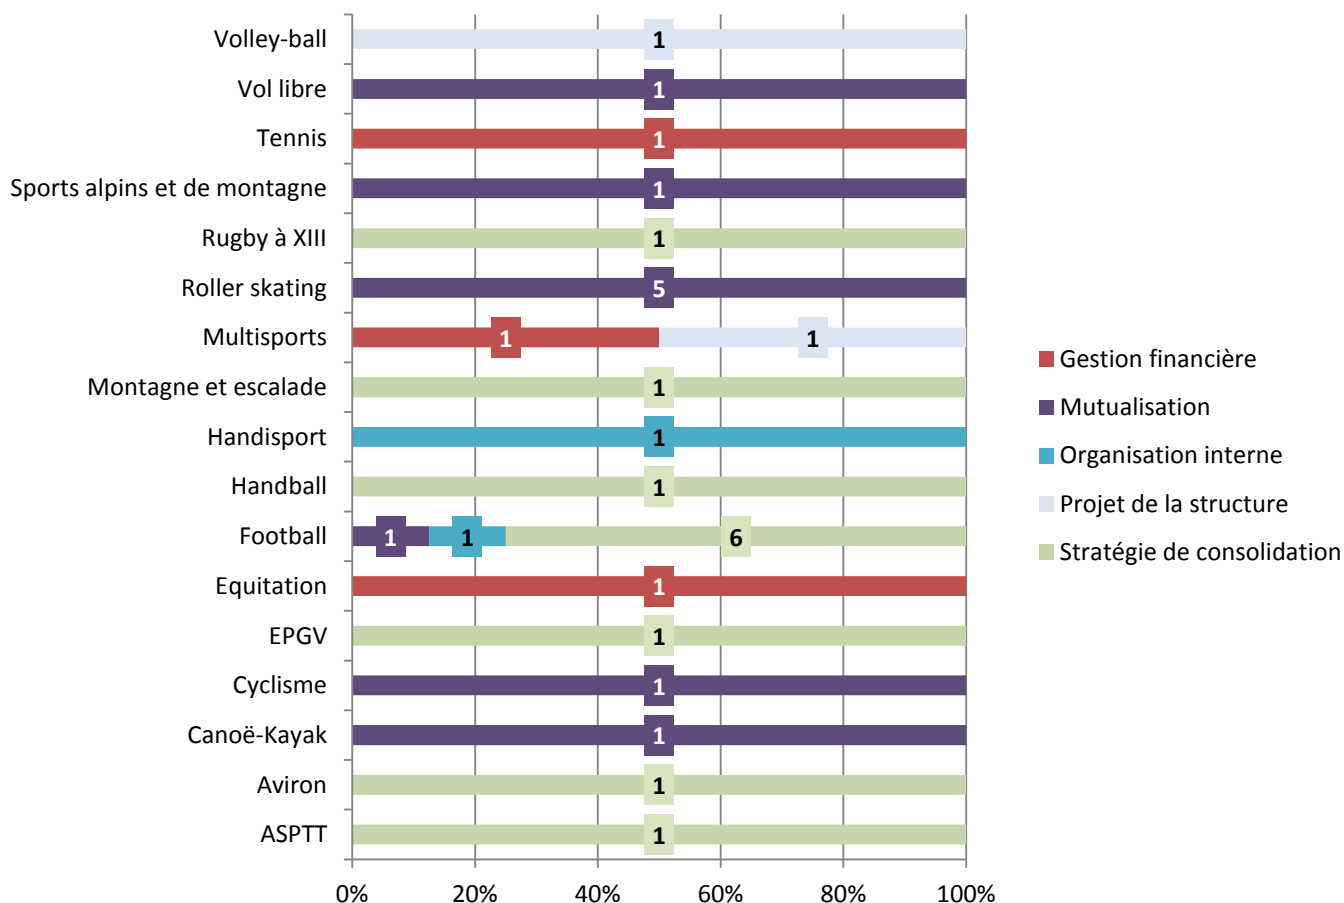 Volley-ball
1
Vol libre
1
Tennis
1
Sports alpins et de montagne
1
Rugby à XIII
1
Roller skating
5
Multisports
1 1
Montagne et escalade
1
Handisport
1
Handball
1
Football
1 1 6
Equitation
1
EPGV
1
Cyclisme
1
Canoë-Kayak
1
Aviron
1
ASPTT
1
0% 20% 40% 60% 80% 100%
Gestion financière
Mutualisation
Organisation interne
Projet de la structure
Stratégie de consolidation